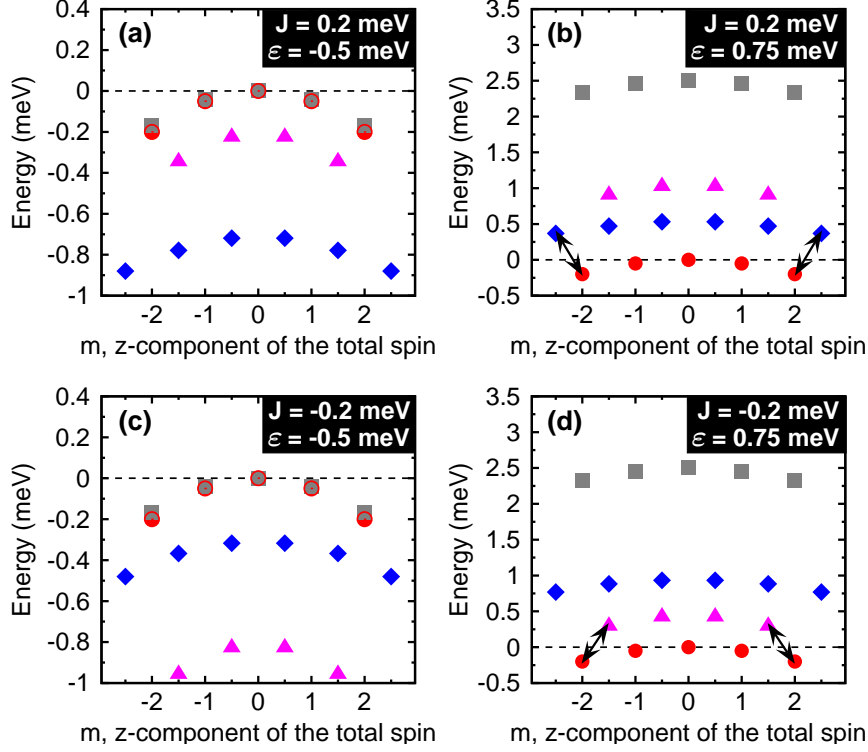 (a)
J = 0.2 meV
ε = -0.5 meV
Energy (meV)
0.4
0.2
0
-0.2
-0.4
-0.6
-0.8
-1
-2 -1 0 1 2
m, z-component of the total spin
(b)
J = 0.2 meV
ε = 0.75 meV
Energy (meV)
3.5
3
2.5
2
1.5
1
0.5
0
-0.5
-2 -1 0 1 2
m, z-component of the total spin
(c)
J = -0.2 meV
ε = -0.5 meV
Energy (meV)
0.4
0.2
0
-0.2
-0.4
-0.6
-0.8
-1
-2 -1 0 1 2
m, z-component of the total spin
(d)
J = -0.2 meV
ε = 0.75 meV
Energy (meV)
3.5
3
2.5
2
1.5
1
0.5
0
-0.5
-2 -1 0 1 2
m, z-component of the total spin